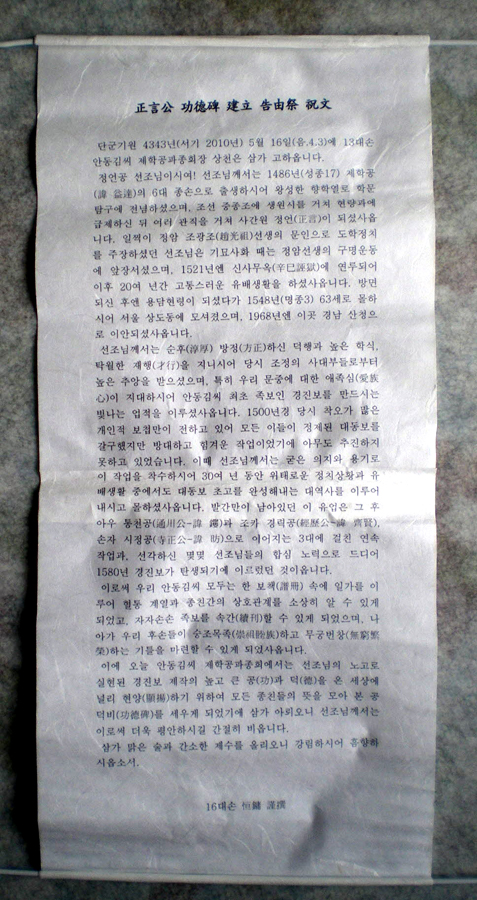 正言公 功德碑 建立 告由祭 祝文
단군기원 4343년(서기 2010년) 5월 16일(음.4.3)에 13대손
안동김씨 제학공파종회장 상천은 삼가 고하옵니다.
정언공 선조님이시여! 선조님께서는 1486년(성종17) 제학공
(諱 益達)의 6대 종손으로 출생하시어 왕성한 향학열로 학문
탐구에 전념하셨으며, 조선 중종조에 생원시를 거쳐 현량과에
급제하신 뒤 여러 관직을 거쳐 사간원 정언(正言)이 되셨사옵
니다. 일찍이 정암 조광조(趙光祖)선생의 문인으로 도학정치
를 주장하셨던 선조님은 기묘사화 때는 정암선생의 구명운동
에 앞장서셨으며, 1521년엔 신사무옥(辛巳誣獄)에 연루되어
이후 20여 년간 고통스러운 유배생활을 하셨사옵니다. 방면
되신 후엔 용담현령이 되셨다가 1548년(명종3) 63세로 몰하
시어 서울 상도동에 모셔졌으며, 1968년엔 이곳 경남 산청으
로 이안되셨사옵니다.
선조님께서는 순후(淳厚) 방정(方正)하신 덕행과 높은 학식,
탁월한 재행(才行)을 지니시어 당시 조정의 사대부들로부터
높은 추앙을 받으셨으며, 특히 우리 문중에 대한 애족심(愛族
心)이 지대하시어 안동김씨 최초 족보인 경진보를 만드시는
빛나는 업적을 이루셨사옵니다. 1500년경 당시 착오가 많은
개인적 보첩만이 전하고 있어 모든 이들이 정제된 대동보를
갈구했지만 방대하고 힘겨운 작업이었기에 아무도 추진하지
못하고 있었습니다. 이때 선조님께서는 굳은 의지와 용기로
이 작업을 착수하시어 30여 년 동안 위태로운 정치상황과 유
배생활 중에서도 대동보 초고를 완성해내는 대역사를 이루어
내시고 몰하셨사옵니다. 발간만이 남아있던 이 유업은 그 후
아우 통천공(通川公-諱)과 조카 경력공(經歷公-諱 齊賢),
손자 시정공(寺正公-諱 昉)으로 이어지는 3대에 걸친 연속
작업과, 선각하신 몇몇 선조님들의 합심 노력으로 드디어
1580년 경진보가 탄생되기에 이르렀던 것이옵니다.
이로써 우리 안동김씨 모두는 한 보책(譜冊) 속에 일가를 이
루어 혈통 계열과 종친간의 상호관계를 소상히 알 수 있게
되었고, 자자손손 족보를 속간(續刊)할 수 있게 되었으며, 나
아가 우리 후손들이 숭조목족(崇祖睦族)하고 무궁번창(無窮繁
榮)하는 기틀을 마련할 수 있게 되었사옵니다.
이에 오늘 안동김씨 제학공파종회에서는 선조님의 노고로
실현된 경진보 제작의 높고 큰 공(功)과 덕(德)을 온 세상에
널리 현양(顯揚)하기 위하여 모든 종친들의 뜻을 모아 본 공
덕비(功德碑)를 세우게 되었기에 삼가 아뢰오니 선조님께서는
이로써 더욱 평안하시길 간절히 비옵니다.
삼가 맑은 술과 간소한 제수를 올리오니 강림하시어 흠향하
시옵소서.
16대손 恒鏞 謹撰